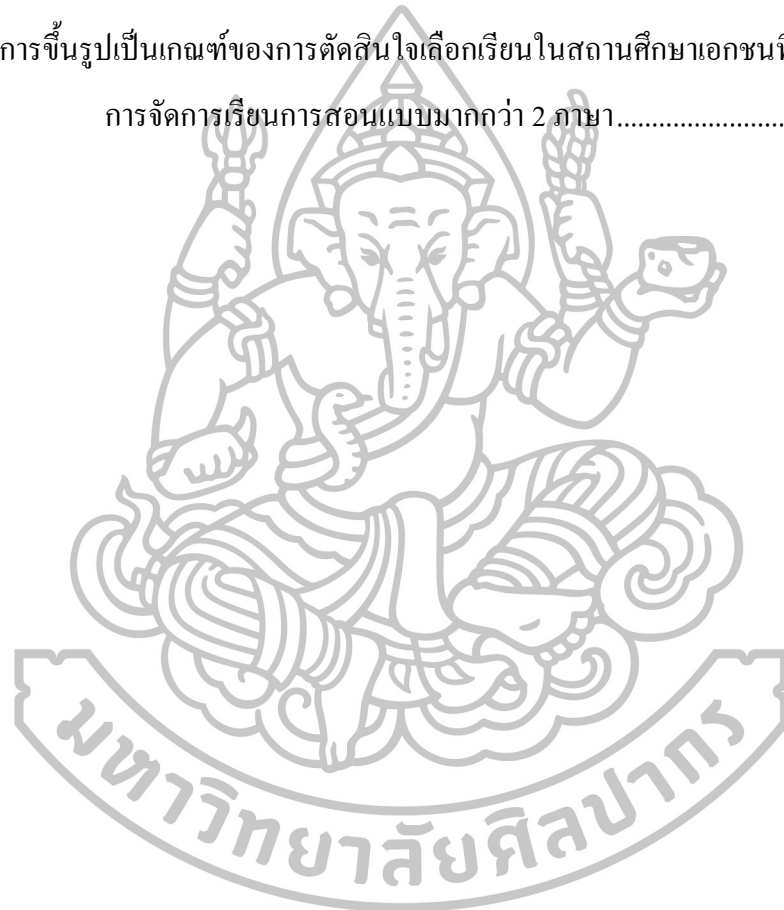 การขึ้นรูปเป็นเกณฑ์ของการตัดสินใจเลือกเรียนในสถานศึกษาเอกชน
การจัดการเรียนการสอนแบบมากกว่า 2 ภาษา........................
มหาวิทยาลัยศิลปากร